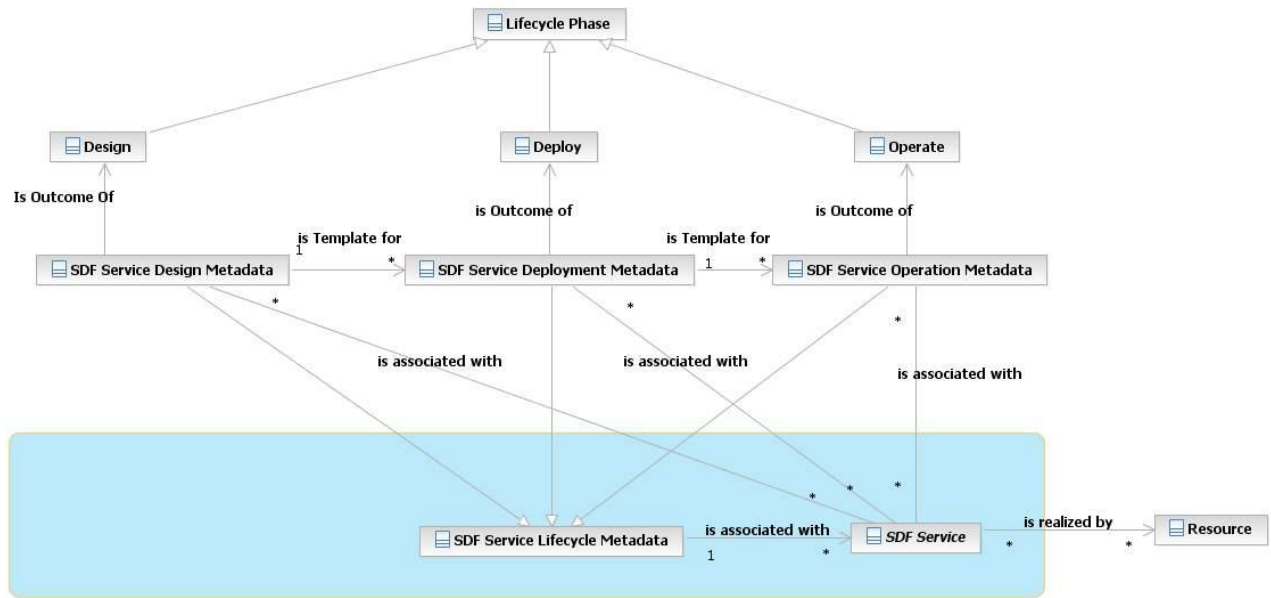 Lifecycle Phase
Design
Deploy
Operate
Is Outcome Of
is Outcome of
is Outcome of
is Template for
is Template for
1
*
1
*
SDF Service Design Metadata
SDF Service Deployment Metadata
SDF Service Operation Metadata
*
*
*
is associated with
is associated with
is associated with
*
*
*
SDF Service Lifecycle Metadata
is associated with
1
*
SDF Service
is realized by
*
*
Resource